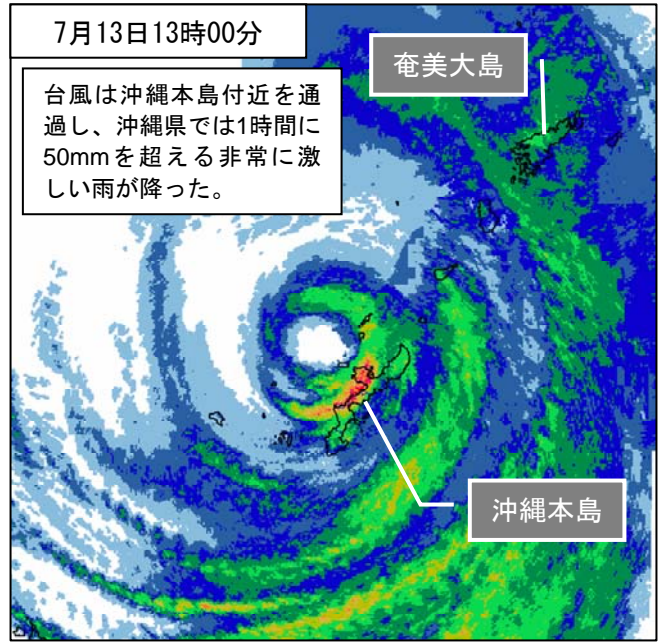 7月13日13時00分
奄美大島
台風は沖縄本島付近を通
過し、沖縄県では1時間に
50mmを超える非常に激
しい雨が降った。
沖縄本島